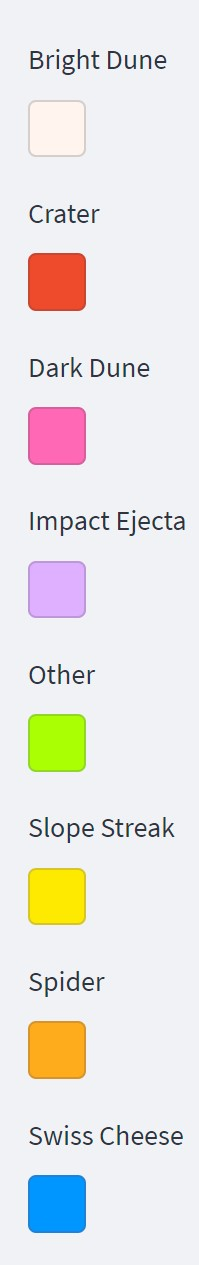 Bright Dune
Crater
Dark Dune
Impact Ejecta
Other
Slope Streak
Spider
Swiss Cheese